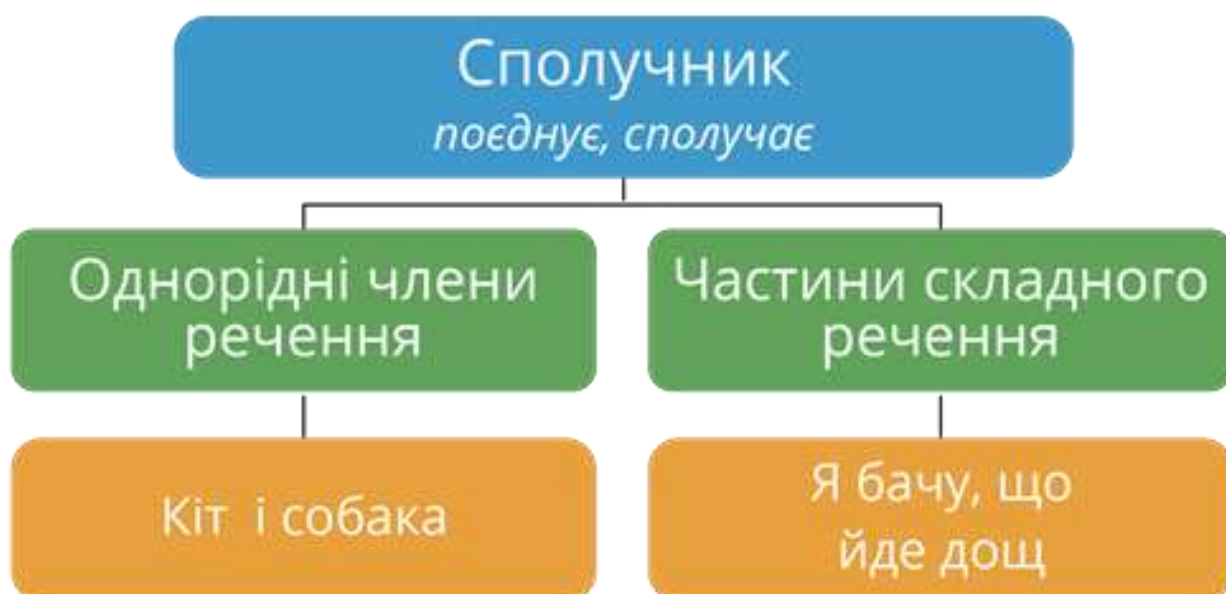 Сполучник
поєднує, сполучає
Однорідні члени
речення
Частини складного
речення
Кіт і собака
Я бачу, що
йде дощ